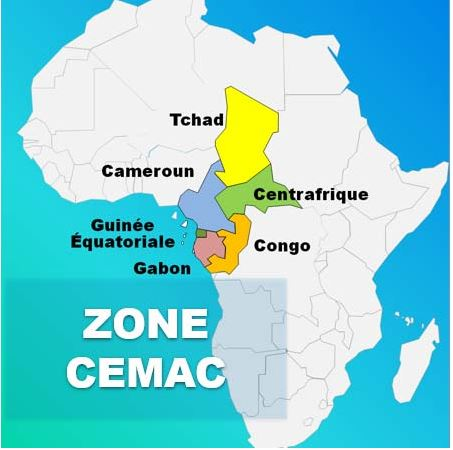 Tchad
Cameroun
Centrafrique
Guinée
Équatoriale
Congo
Gabon
ZONE
CEMAC